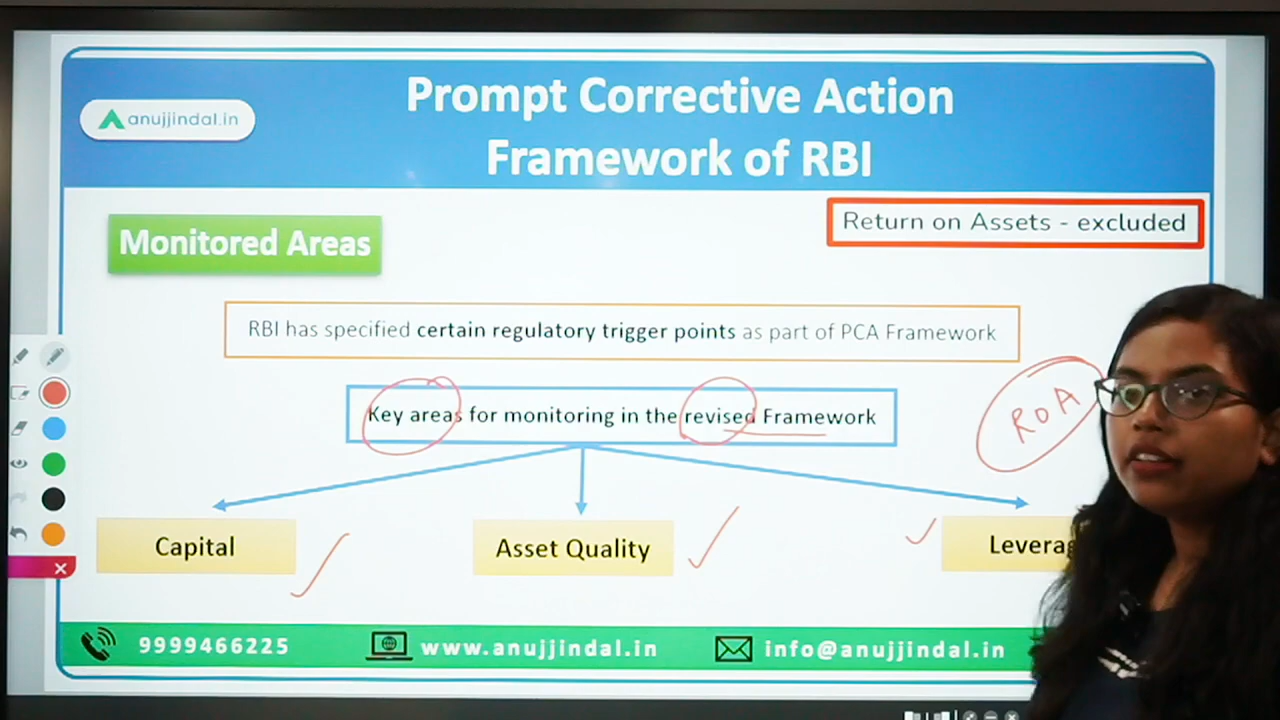 Prompt Corrective Action
Framework of RBI
anujjindal.in
Return on Assets - excluded
Monitored Areas
RBI has specified certain regulatory trigger points as part of PCA Framework
Key areas for monitoring in the revised Framework
ROA
Capital
Asset Quality
Leverag
9999466225
www.anujjindal.in
info@anujjindal.in